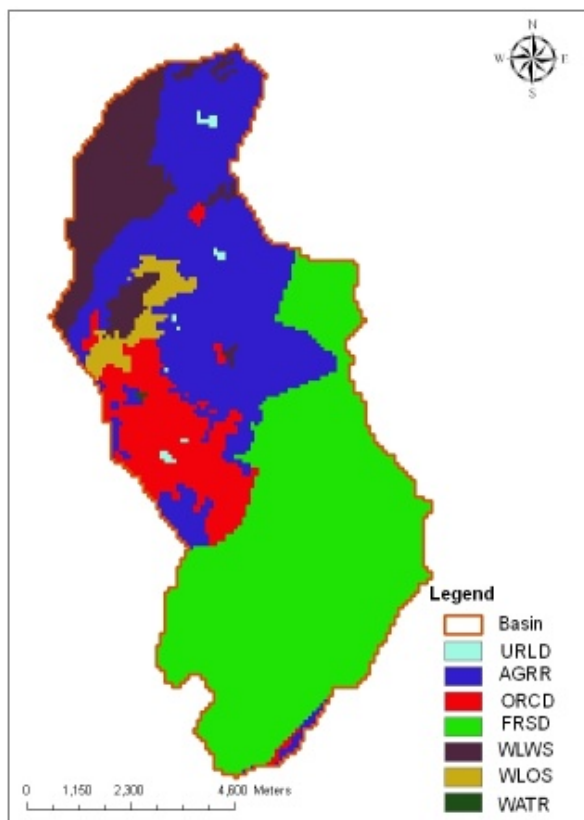 N
W E
S
Legend
Basin
URLD
AGRR
ORCD
FRSD
WLWS
WLOS
WATR
0 1,150 2,300 4,600 Meters